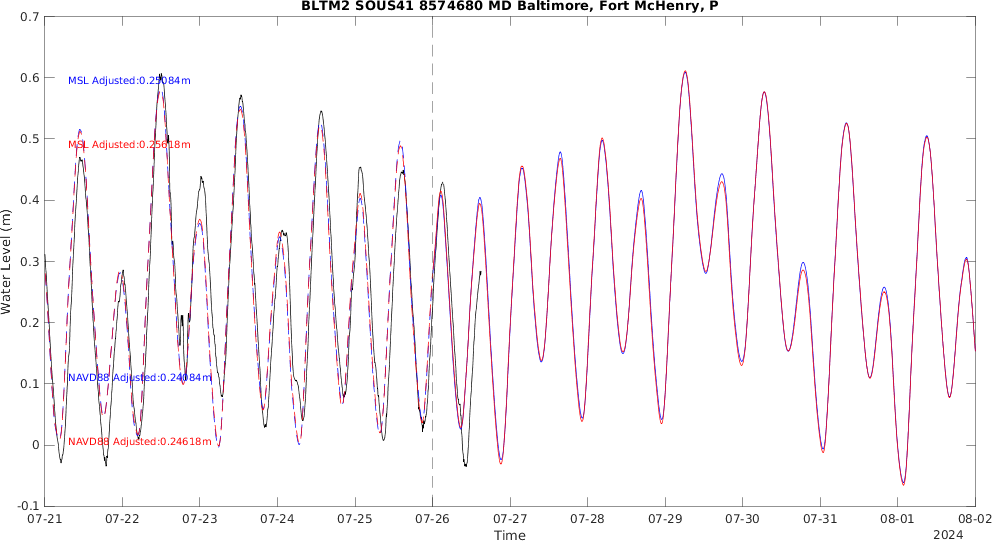 BLTM2 SOUS41 8574680 MD Baltimore, Fort McHenry, P
Water Level (m)
0.7
0.6
0.5
0.4
0.3
0.2
0.1
0
-0.1
MSL Adjusted:0.25084m
MSL Adjusted:0.25618m
NAVD88 Adjusted:0.24084m
NAVD88 Adjusted:0.24618m
07-21 07-22 07-23 07-24 07-25 07-26 07-27 07-28 07-29 07-30 07-31 08-01 08-02
Time
2024